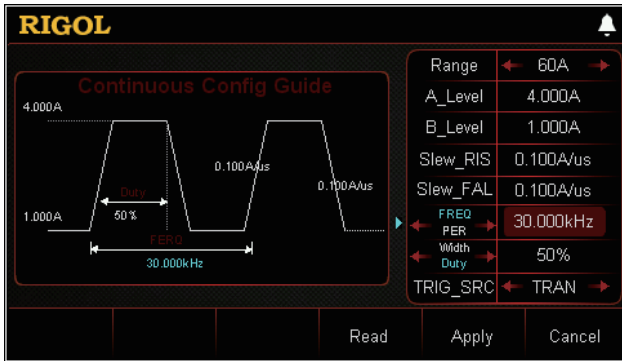 RIGOL
Continuous Config Guide
4.000A
0.100A/us
0.100A/us
Duty
50%
1.000A
FERQ
30.000kHz
Range 60A
A_Level 4.000A
B_Level 1.000A
Slew_RIS 0.100A/us
Slew_FAL 0.100A/us
FREQ
PER
30.000kHz
Width
Duty
50%
TRIG_SRC TRAN
Read Apply Cancel